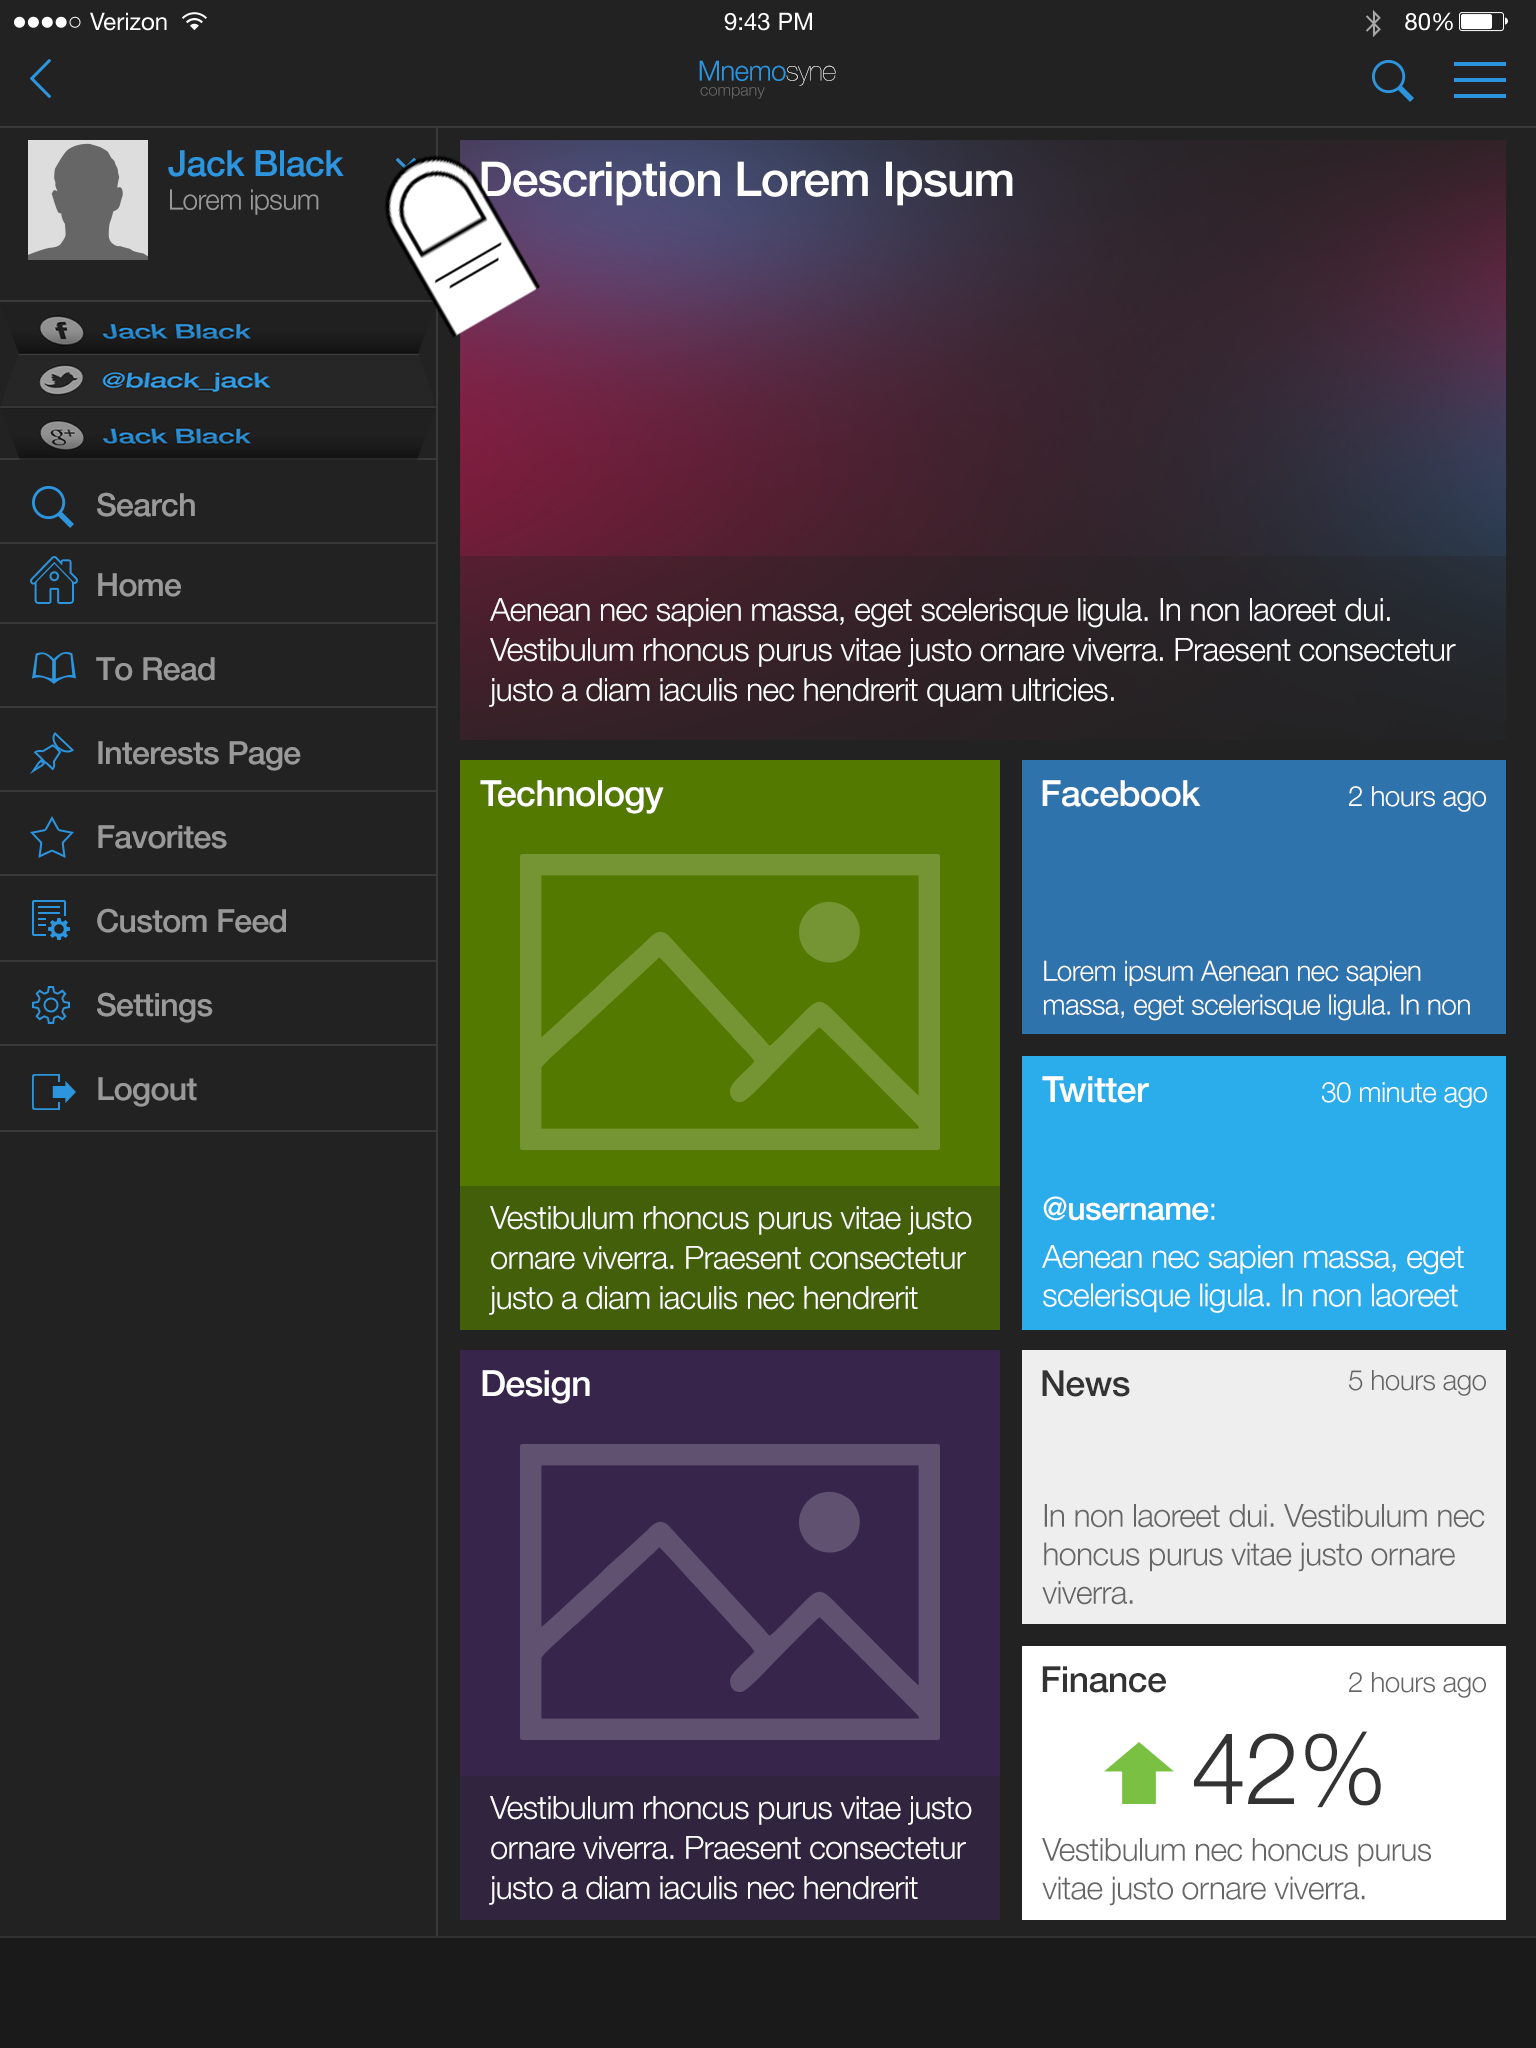 Verizon
9:43 PM
80%
Mnemosyne
company
Jack Black
Lorem ipsum
f
Jack Black
@black_jack
g+
Jack Black
Search
Home
To Read
Interests Page
Favorites
Custom Feed
Settings
Logout
Description Lorem Ipsum
Aenean nec sapien massa, eget scelerisque ligula. In non laoreet dui.
Vestibulum rhoncus purus vitae justo ornare viverra. Praesent consectetur
justo a diam iaculis nec hendrerit quam ultricies.
Technology
Vestibulum rhoncus purus vitae justo
ornare viverra. Praesent consectetur
justo a diam iaculis nec hendrerit
Facebook
2 hours ago
Lorem ipsum Aenean nec sapien
massa, eget scelerisque ligula. In non
Twitter
30 minute ago
@username:
Aenean nec sapien massa, eget
scelerisque ligula. In non laoreet
Design
Vestibulum rhoncus purus vitae justo
ornare viverra. Praesent consectetur
justo a diam iaculis nec hendrerit
News
5 hours ago
In non laoreet dui. Vestibulum nec
honcus purus vitae justo ornare
viverra.
Finance
2 hours ago
42%
Vestibulum nec honcus purus
vitae justo ornare viverra.